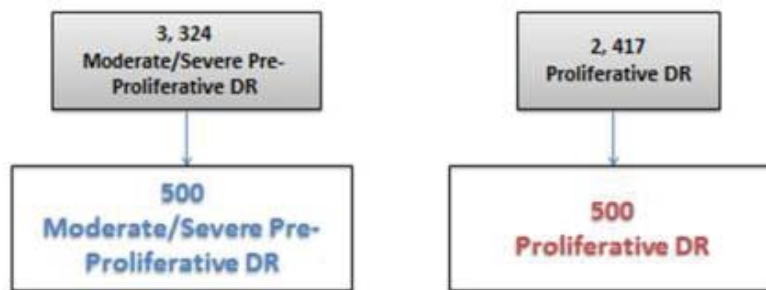 3, 324
Moderate/Severe Pre-
Proliferative DR
2, 417
Proliferative DR
500
Moderate/Severe Pre-
Proliferative DR
500
Proliferative DR